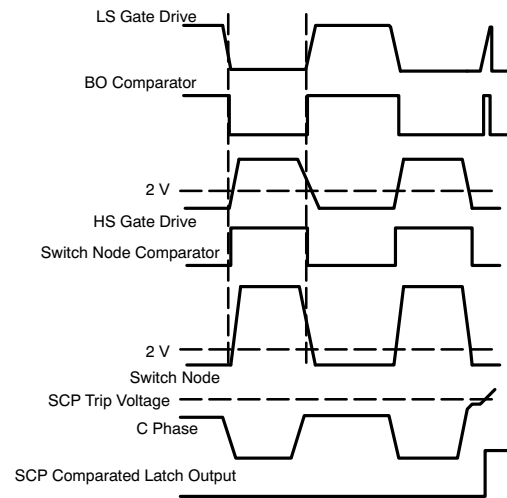 LS Gate Drive
BO Comparator
2 V
HS Gate Drive
Switch Node Comparator
2 V
Switch Node
SCP Trip Voltage
C Phase
SCP Comparated Latch Output